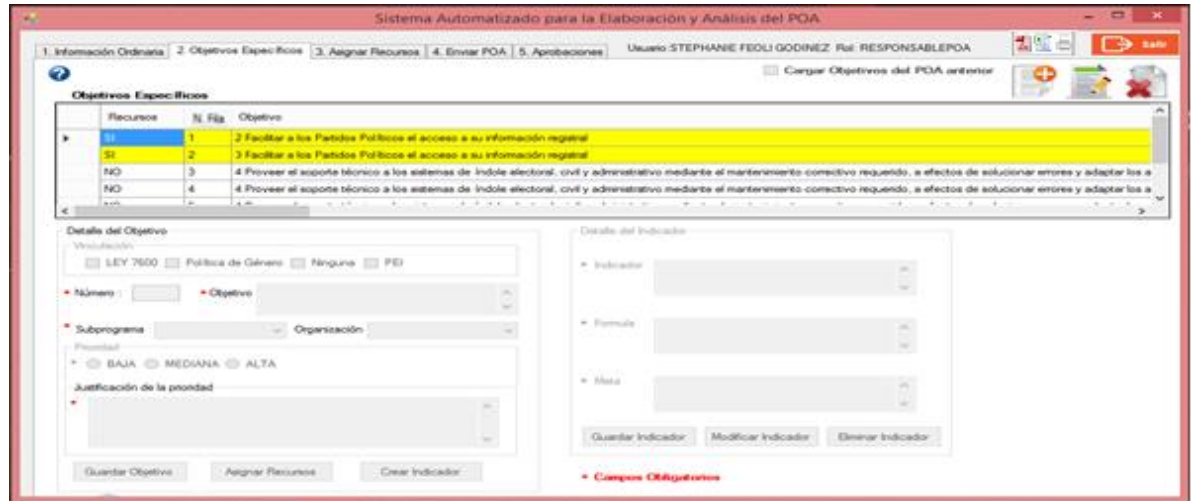 Sistema Automatizado para la Elaboración y Análisis del POA
1. Información Ordinaria 2. Objetivos Específicos 3. Asignar Recursos 4. Enviar POA 5. Aprobaciones Usuario:STEPHANIE FEOLI GODINEZ Rol: RESPONSABLEPOA Salir
Cargar Objetivos del POA anterior
Objetivos Específicos
Recursos N. Fila Objetivo
SI 1 2 Facilitar a los Partidos Políticos el acceso a su información registral
SI 2 3 Facilitar a los Partidos Políticos el acceso a su información registral
NO 3 4 Proveer el soporte técnico a los sistemas de índole electoral, civil y administrativo mediante el mantenimiento correctivo requerido, a efectos de solucionar errores y adaptar los a
NO 4 4 Proveer el soporte técnico a los sistemas de índole electoral, civil y administrativo mediante el mantenimiento correctivo requerido, a efectos de solucionar errores y adaptar los a
Detalle del Objetivo
Vinculación
LEY 7600 Política de Género Ninguna PEI
* Número : * Objetivo
* Subprograma Organización
Prioridad
* BAJA MEDIANA ALTA
Justificación de la prioridad
*
Guardar Objetivo Asignar Recursos Crear Indicador
Detalle del Indicador
* Indicador
* Formula
* Meta
Guardar Indicador Modificar Indicador Eliminar Indicador
* Campos Obligatorios